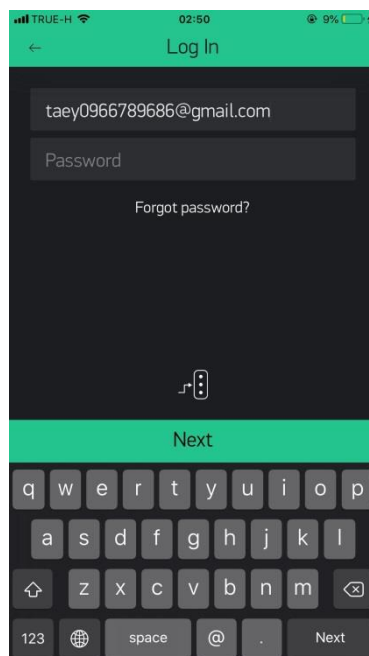 TRUE-H 02:50 9%
Log In
taey0966789686@gmail.com
Password
Forgot password?
Next
q w e r t y u i o p
a s d f g h j k l
z x c v b n m
123 space @ . Next